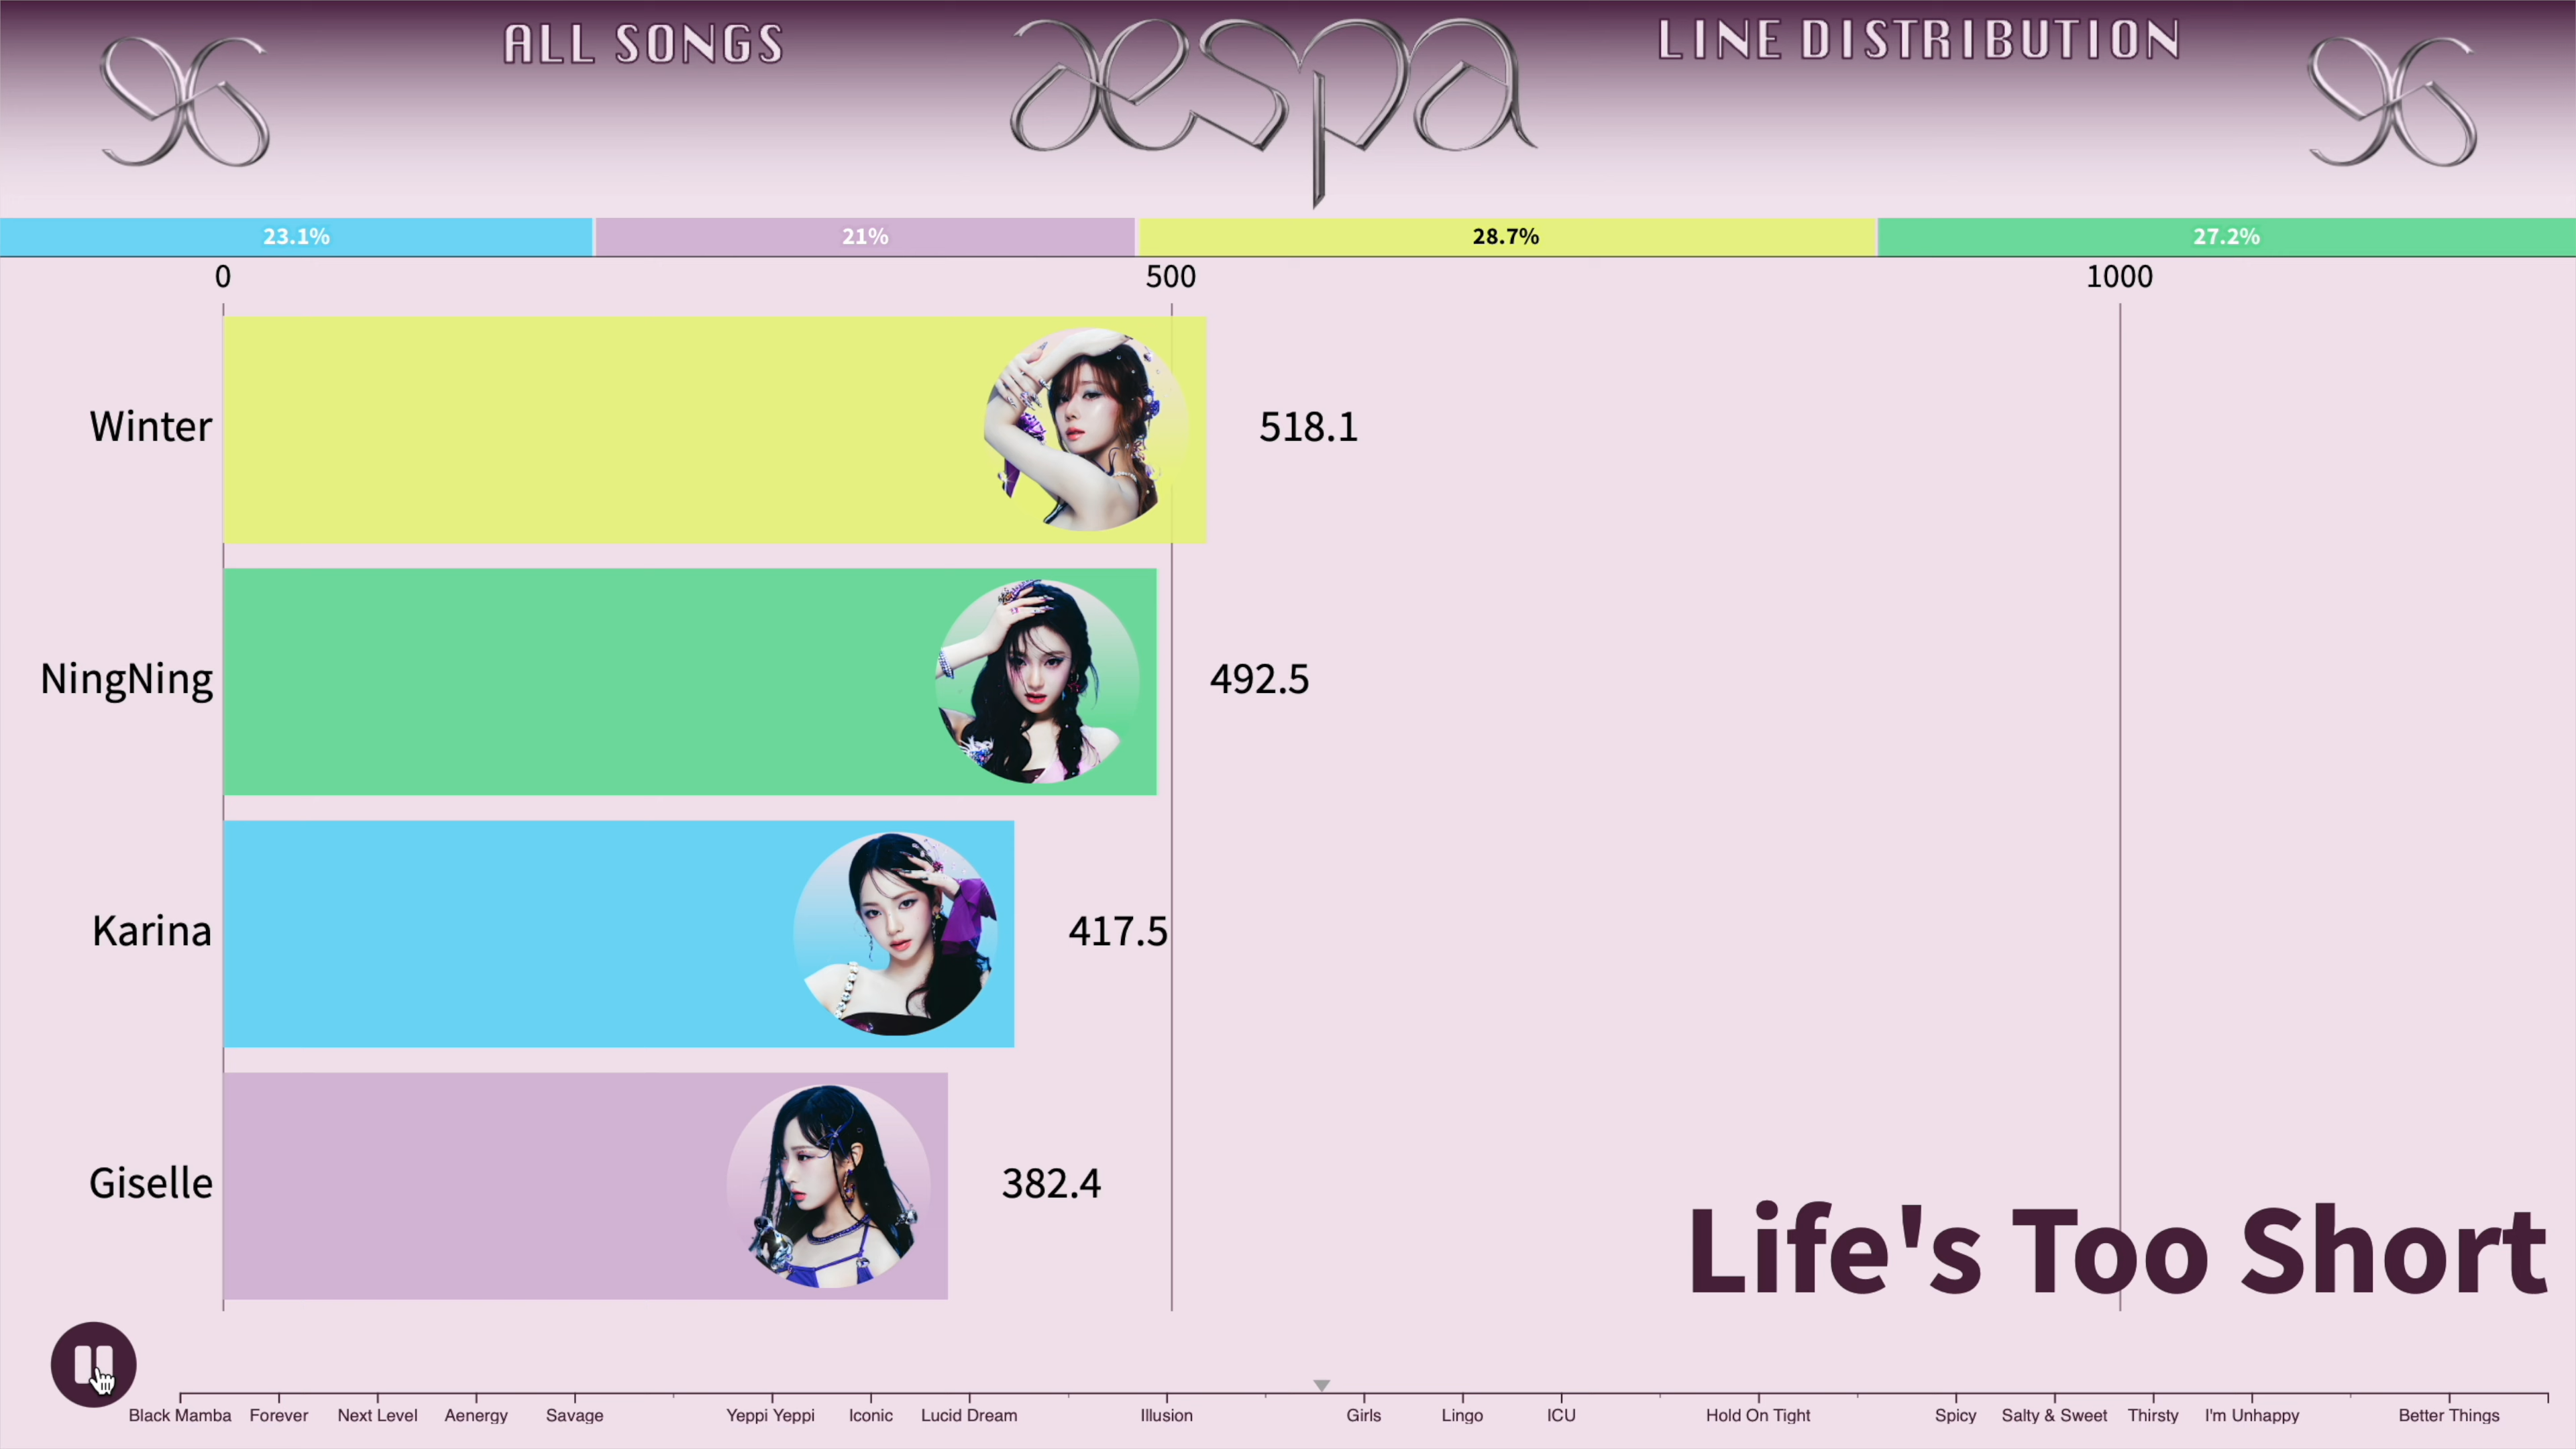 ALL SONGS
aespa
LINE DISTRIBUTION
96
96
23.1%
21%
28.7%
27.2%
0
500
1000
Winter
518.1
NingNing
492.5
Karina
417.5
Giselle
382.4
Life's Too Short
Black Mamba
Forever
Next Level
Aenergy
Savage
Yeppi Yeppi
Iconic
Lucid Dream
Illusion
Girls
Lingo
ICU
Hold On Tight
Spicy
Salty & Sweet
Thirsty
I'm Unhappy
Better Things